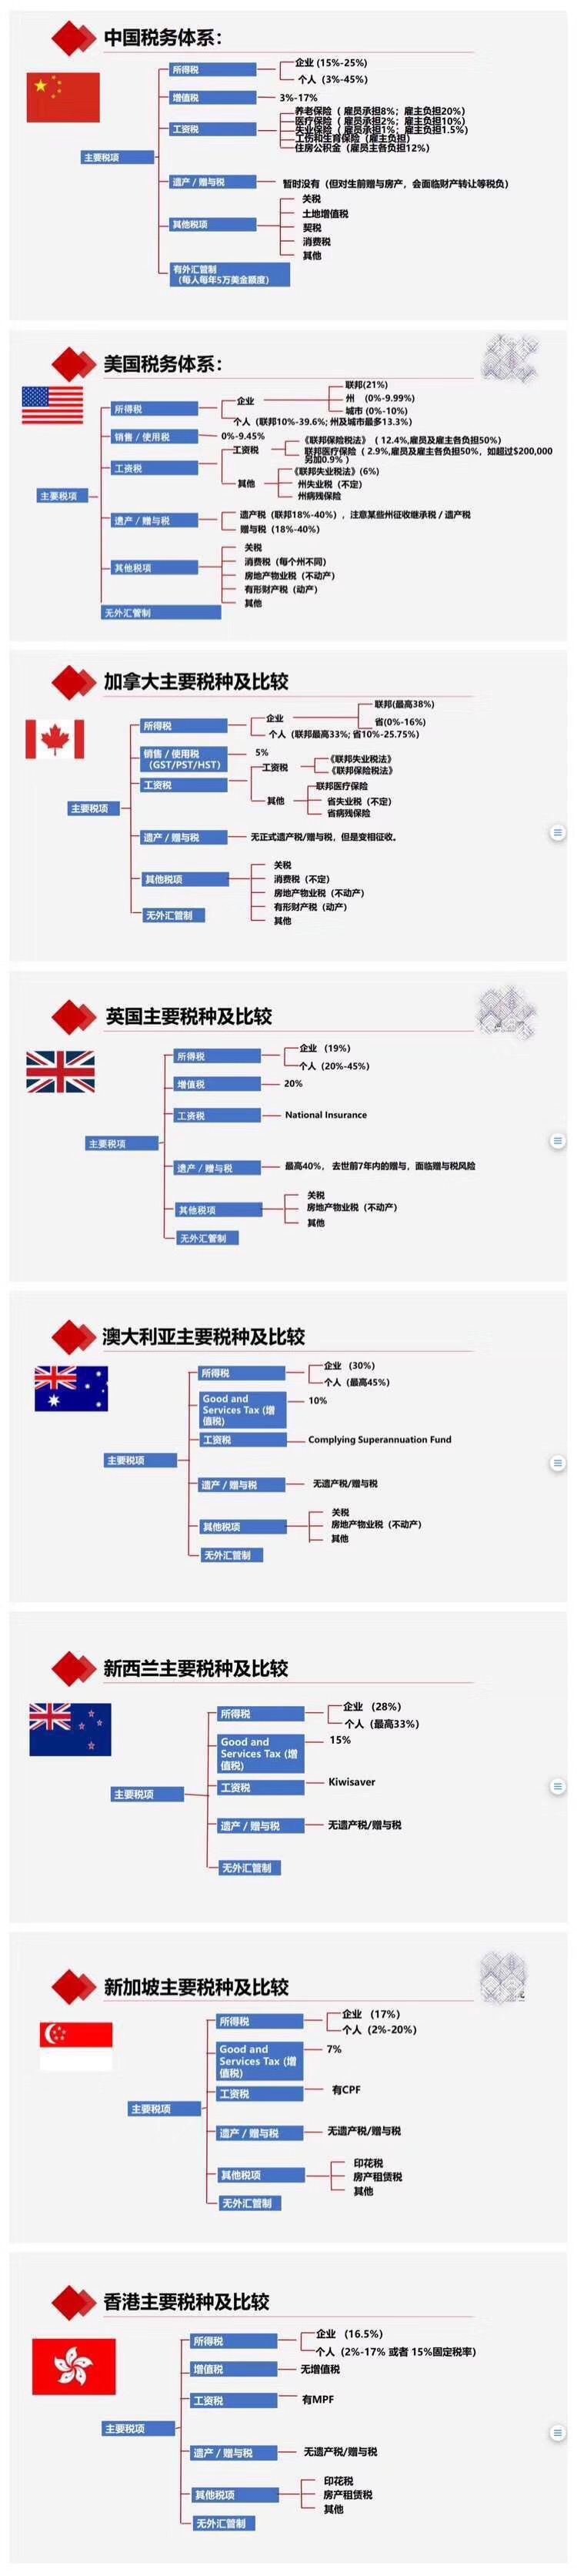 中国税务体系：
所得税
企业 (15%-25%)
个人（3%-45%）
增值税
3%-17%
工资税
养老保险（ 雇员承担8%；雇主负担20%）
医疗保险（ 雇员承担2%；雇主负担10%）
失业保险（ 雇员承担1%；雇主负担1.5%）
工伤和生育保险（雇主负担）
住房公积金（雇员主各负担12%）
主要税项
遗产 / 赠与税
暂时没有（但对生前赠与房产，会面临财产转让等税负）
关税
土地增值税
其他税项
契税
消费税
其他
有外汇管制
（每人每年5万美金额度）
美国税务体系：
联邦(21%)
企业
州 （0%-9.99%）
所得税
城市 (0%-10%)
个人（联邦10%-39.6%; 州及城市最多13.3%）
销售 / 使用税
0%-9.45%
《联邦保险税法》（ 12.4%,雇员及雇主各负担50%）
工资税
工资税
联邦医疗保险（ 2.9%,雇员及雇主各负担50%，如超过$200,000
另加0.9% ）
《联邦失业税法》(6%)
其他
州失业税（不定）
州病残保险
主要税项
遗产 / 赠与税
遗产税（联邦18%-40%），注意某些州征收继承税 / 遗产税
赠与税（18%-40%）
关税
消费税（每个州不同）
其他税项
房地产物业税（不动产）
有形财产税（动产）
其他
无外汇管制
加拿大主要税种及比较
联邦(最高38%)
企业
省(0%-16%)
所得税
个人（联邦最高33%; 省10%-25.75%）
销售 / 使用税
（GST/PST/HST）
5%
工资税
《联邦失业税法》
《联邦保险税法》
工资税
联邦医疗保险
其他
省失业税（不定）
省病残保险
主要税项
遗产 / 赠与税
无正式遗产税/赠与税，但是变相征收。
关税
消费税（不定）
其他税项
房地产物业税（不动产）
有形财产税（动产）
其他
无外汇管制
英国主要税种及比较
所得税
企业 （19%）
个人（20%-45%）
增值税
20%
工资税
National Insurance
主要税项
遗产 / 赠与税
最高40%， 去世前7年内的赠与，面临赠与税风险
关税
其他税项
房地产物业税（不动产）
其他
无外汇管制
澳大利亚主要税种及比较
所得税
企业 （30%）
个人（最高45%）
Good and
Services Tax (增
值税)
10%
工资税
Complying Superannuation Fund
主要税项
遗产 / 赠与税
无遗产税/赠与税
关税
其他税项
房地产物业税（不动产）
其他
无外汇管制
新西兰主要税种及比较
所得税
企业 （28%）
个人（最高33%）
Good and
Services Tax (增
值税)
15%
工资税
Kiwisaver
主要税项
遗产 / 赠与税
无遗产税/赠与税
无外汇管制
新加坡主要税种及比较
所得税
企业 （17%）
个人（2%-20%）
Good and
Services Tax (增
值税)
7%
工资税
有CPF
主要税项
遗产 / 赠与税
无遗产税/赠与税
印花税
其他税项
房产租赁税
其他
无外汇管制
香港主要税种及比较
所得税
企业 （16.5%）
个人（2%-17% 或者 15%固定税率）
增值税
无增值税
工资税
有MPF
主要税项
遗产 / 赠与税
无遗产税/赠与税
印花税
其他税项
房产租赁税
其他
无外汇管制